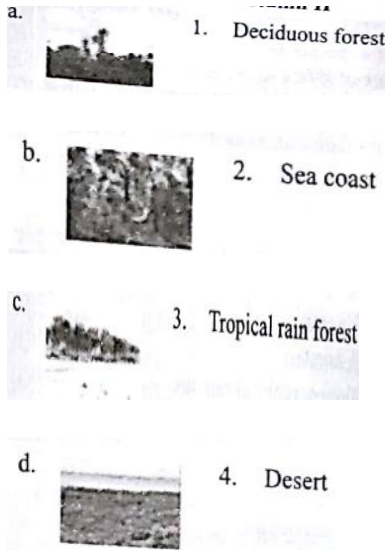 a.
1. Deciduous forest
b.
2. Sea coast
c.
3. Tropical rain forest
d.
4. Desert